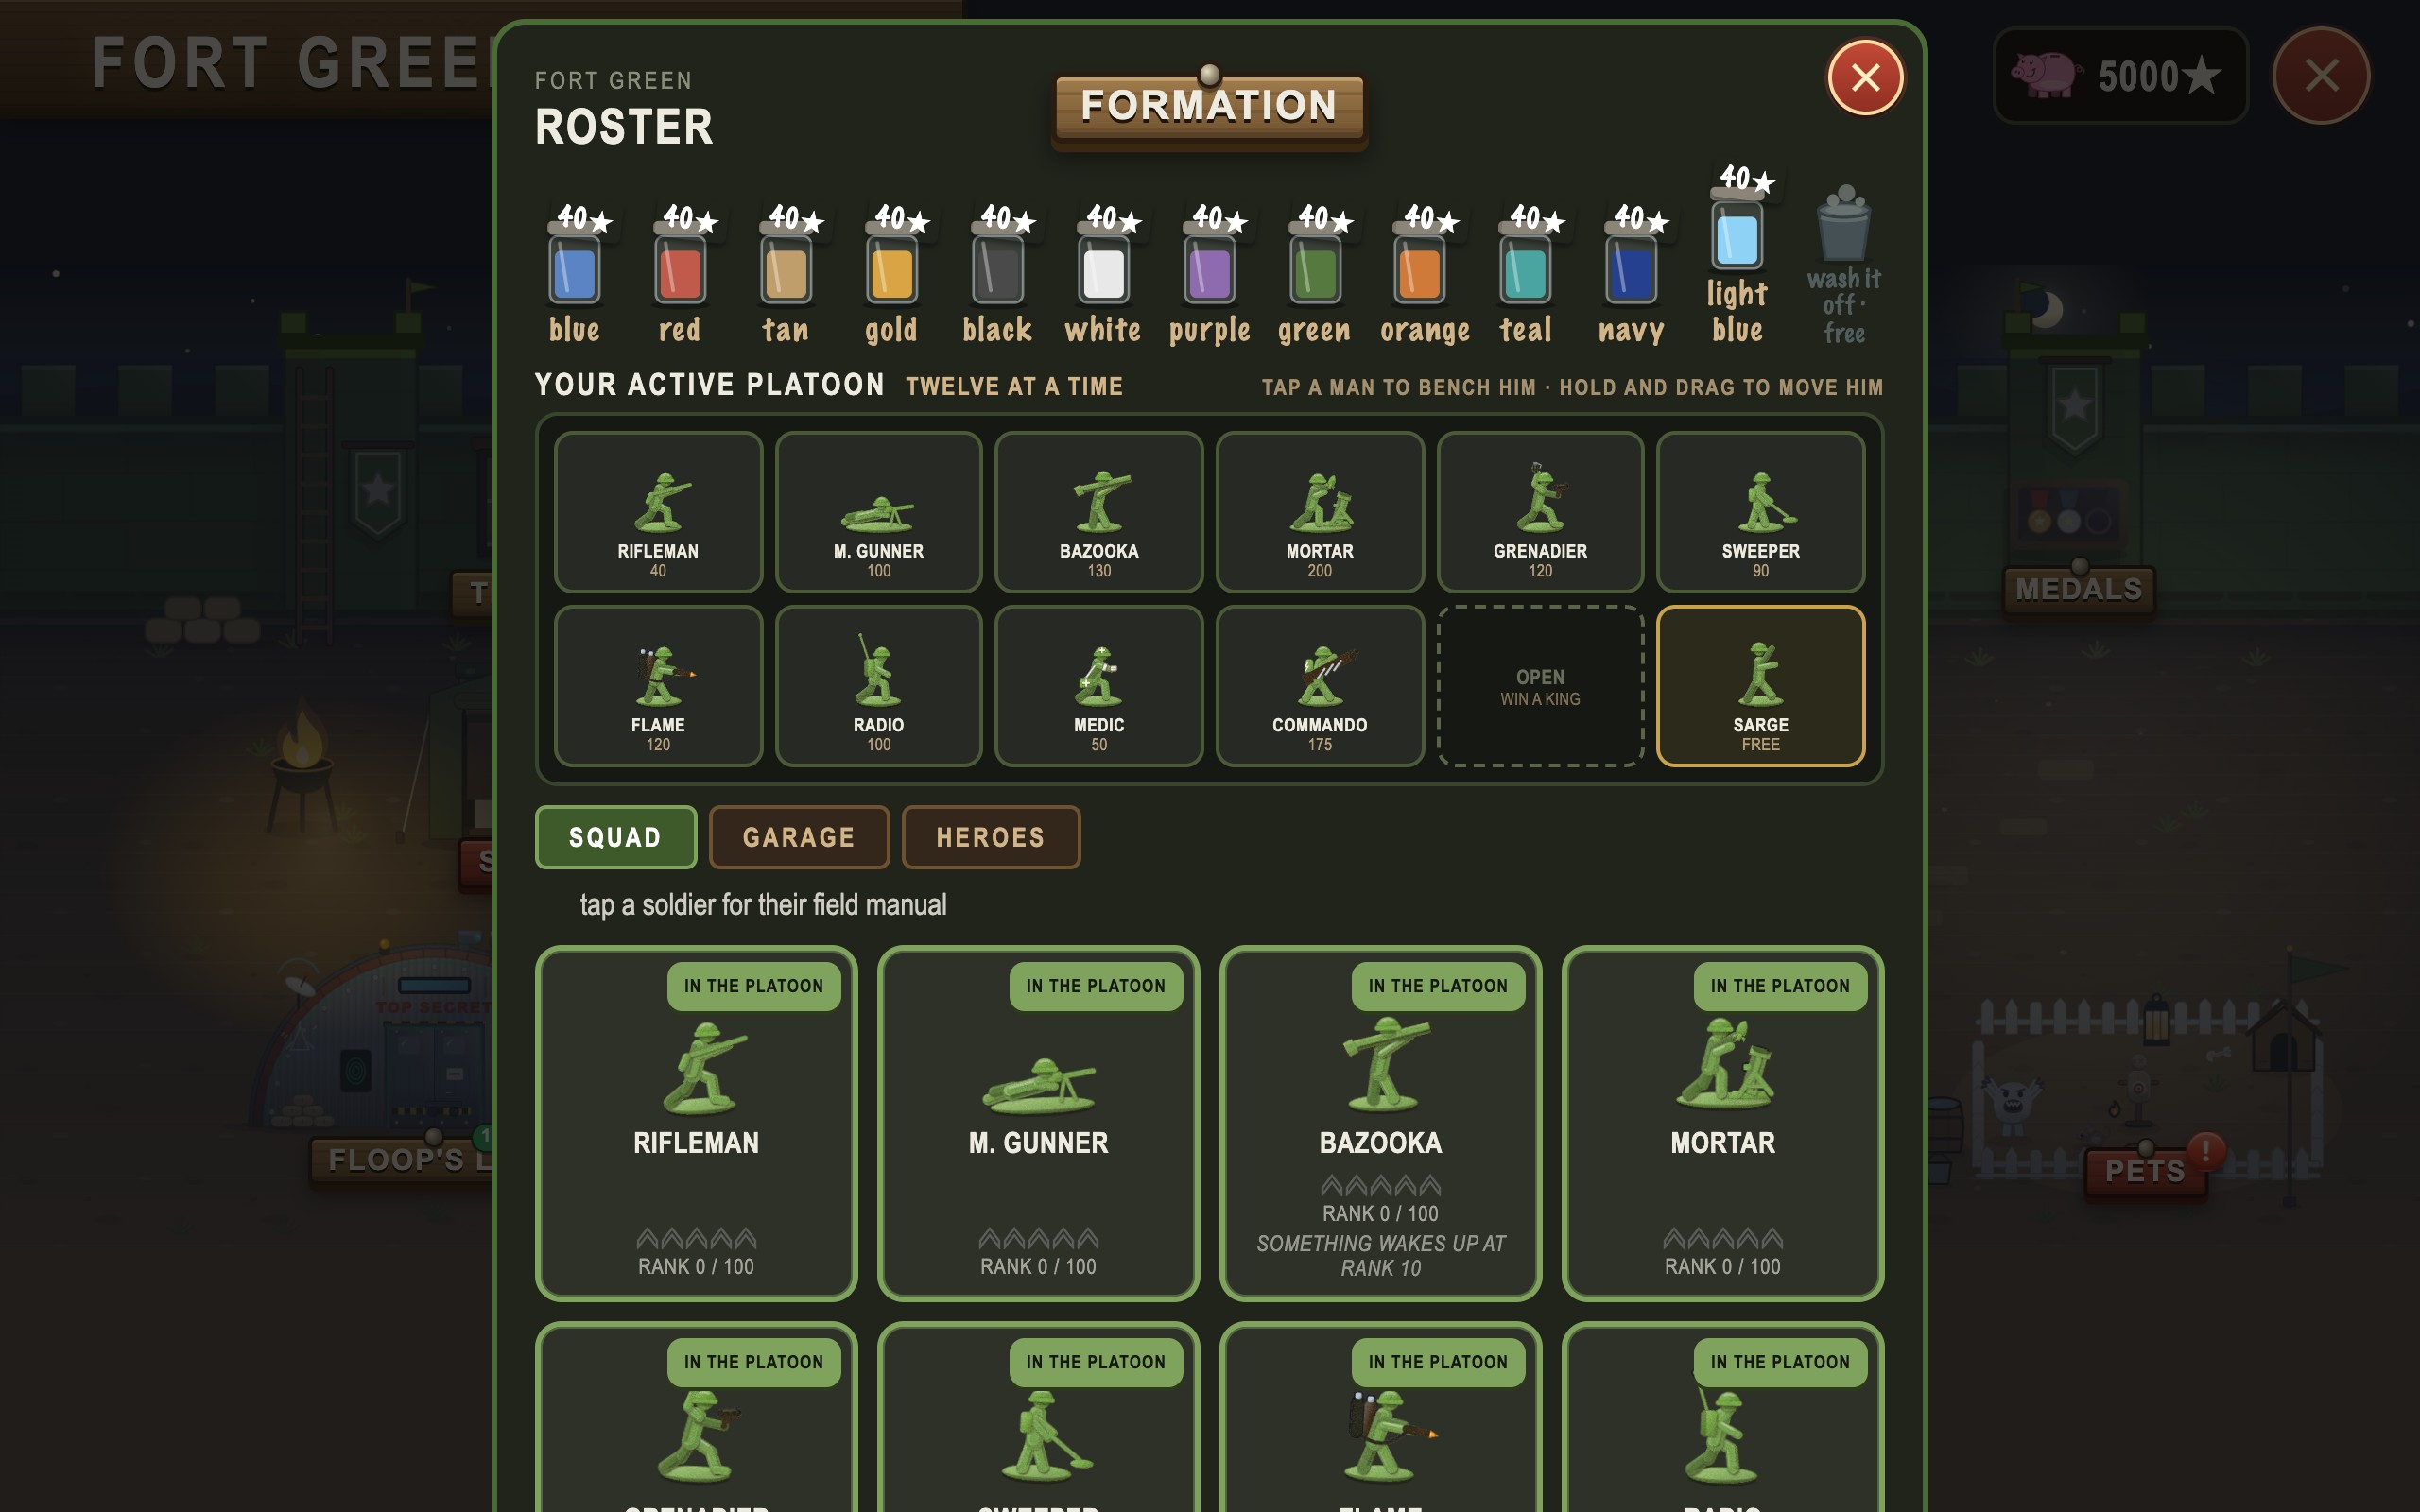 FORT GREE
FORT GREEN
ROSTER
FORMATION
5000★
40★ 40★ 40★ 40★ 40★ 40★ 40★ 40★ 40★ 40★ 40★ 40★
blue red tan gold black white purple green orange teal navy light blue
wash it
off ·
free
YOUR ACTIVE PLATOON TWELVE AT A TIME
TAP A MAN TO BENCH HIM · HOLD AND DRAG TO MOVE HIM
RIFLEMAN
40
M. GUNNER
100
BAZOOKA
130
MORTAR
200
GRENADIER
120
SWEEPER
90
FLAME
120
RADIO
100
MEDIC
50
COMMANDO
175
OPEN
WIN A KING
SARGE
FREE
MEDALS
SQUAD GARAGE HEROES
tap a soldier for their field manual
IN THE PLATOON
RIFLEMAN
RANK 0 / 100
IN THE PLATOON
M. GUNNER
RANK 0 / 100
IN THE PLATOON
BAZOOKA
RANK 0 / 100
SOMETHING WAKES UP AT
RANK 10
IN THE PLATOON
MORTAR
RANK 0 / 100
TOP SECRET
FLOOP'S L
PETS
!
IN THE PLATOON
GRENADIER
IN THE PLATOON
SWEEPER
IN THE PLATOON
FLAME
IN THE PLATOON
RADIO